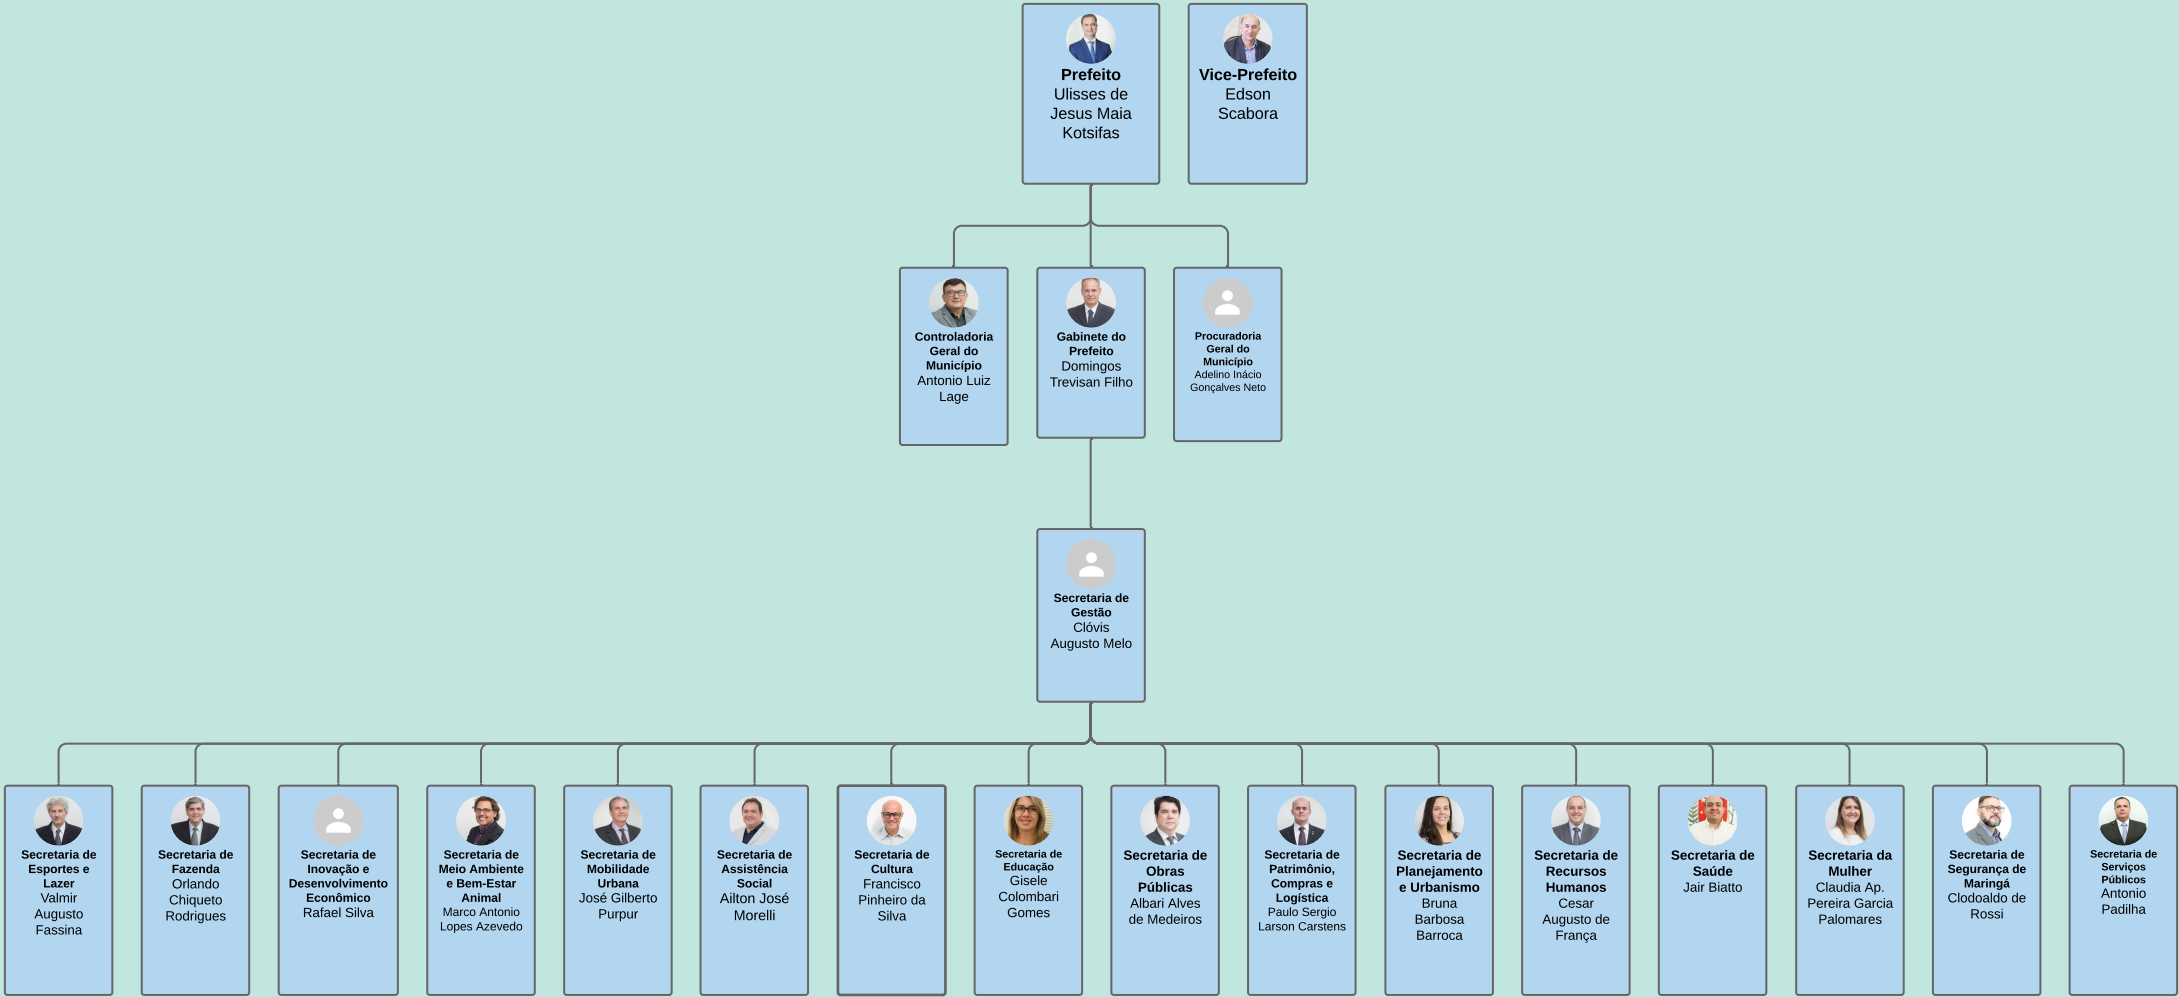 Prefeito
Ulisses de
Jesus Maia
Kotsifas
Vice-Prefeito
Edson
Scabora
Controladoria
Geral do
Município
Antonio Luiz
Lage
Gabinete do
Prefeito
Domingos
Trevisan Filho
Procuradoria
Geral do
Município
Adelino Inácio
Gonçalves Neto
Secretaria de
Gestão
Clóvis
Augusto Melo
Secretaria de
Esportes e
Lazer
Valmir
Augusto
Fassina
Secretaria de
Fazenda
Orlando
Chiqueto
Rodrigues
Secretaria de
Inovação e
Desenvolvimento
Econômico
Rafael Silva
Secretaria de
Meio Ambiente
e Bem-Estar
Animal
Marco Antonio
Lopes Azevedo
Secretaria de
Mobilidade
Urbana
José Gilberto
Purpur
Secretaria de
Assistência
Social
Ailton José
Morelli
Secretaria de
Cultura
Francisco
Pinheiro da
Silva
Secretaria de
Educação
Gisele
Colombari
Gomes
Secretaria de
Obras
Públicas
Albari Alves
de Medeiros
Secretaria de
Patrimônio,
Compras e
Logística
Paulo Sergio
Larson Carstens
Secretaria de
Planejamento
e Urbanismo
Bruna
Barbosa
Barroca
Secretaria de
Recursos
Humanos
Cesar
Augusto de
França
Secretaria de
Saúde
Jair Biatto
Secretaria da
Mulher
Claudia Ap.
Pereira Garcia
Palomares
Secretaria de
Segurança de
Maringá
Clodoaldo de
Rossi
Secretaria de
Serviços
Públicos
Antonio
Padilha